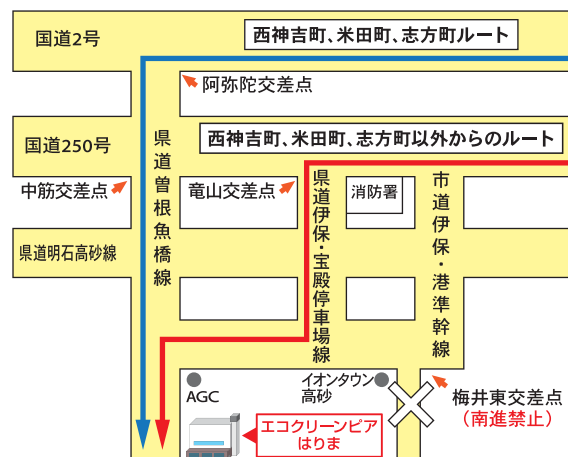 国道2号
西神吉町、米田町、志方町ルート
阿弥陀交差点
国道250号
県道曽根魚橋線
西神吉町、米田町、志方町以外からのルート
中筋交差点
竜山交差点
県道伊保・宝殿停車場線
消防署
市道伊保・港準幹線
県道明石高砂線
AGC
イオンタウン
高砂
梅井東交差点
(南進禁止)
エコクリーンピア
はりま